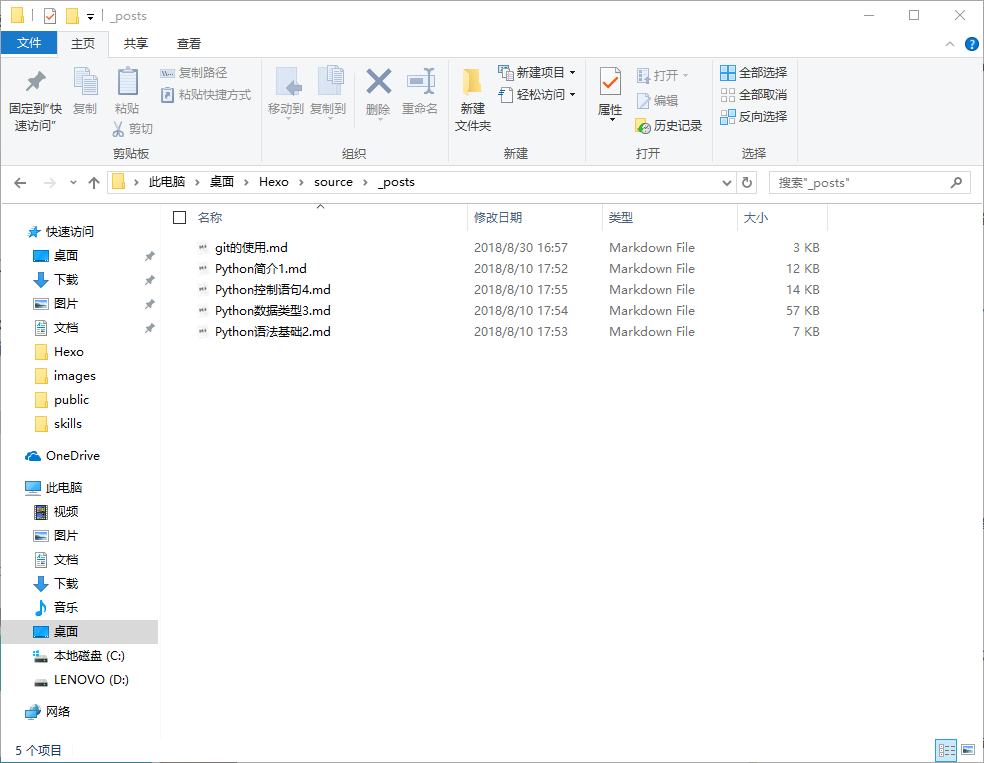 _posts
文件 主页 共享 查看
固定到"快速访问" 复制 粘贴 复制路径 粘贴快捷方式 剪切
移动到 复制到 删除 重命名
新建文件夹 新建项目 轻松访问
属性 打开 编辑 历史记录
全部选择 全部取消 反向选择
剪贴板 组织 新建 打开 选择
此电脑 桌面 Hexo source _posts 搜索"_posts"
名称 修改日期 类型 大小
git的使用.md 2018/8/30 16:57 Markdown File 3 KB
Python简介1.md 2018/8/10 17:52 Markdown File 12 KB
Python控制语句4.md 2018/8/10 17:55 Markdown File 14 KB
Python数据类型3.md 2018/8/10 17:54 Markdown File 57 KB
Python语法基础2.md 2018/8/10 17:53 Markdown File 7 KB
快速访问
桌面
下载
图片
文档
Hexo
images
public
skills
OneDrive
此电脑
视频
图片
文档
下载
音乐
桌面
本地磁盘 (C:)
LENOVO (D:)
网络
5 个项目